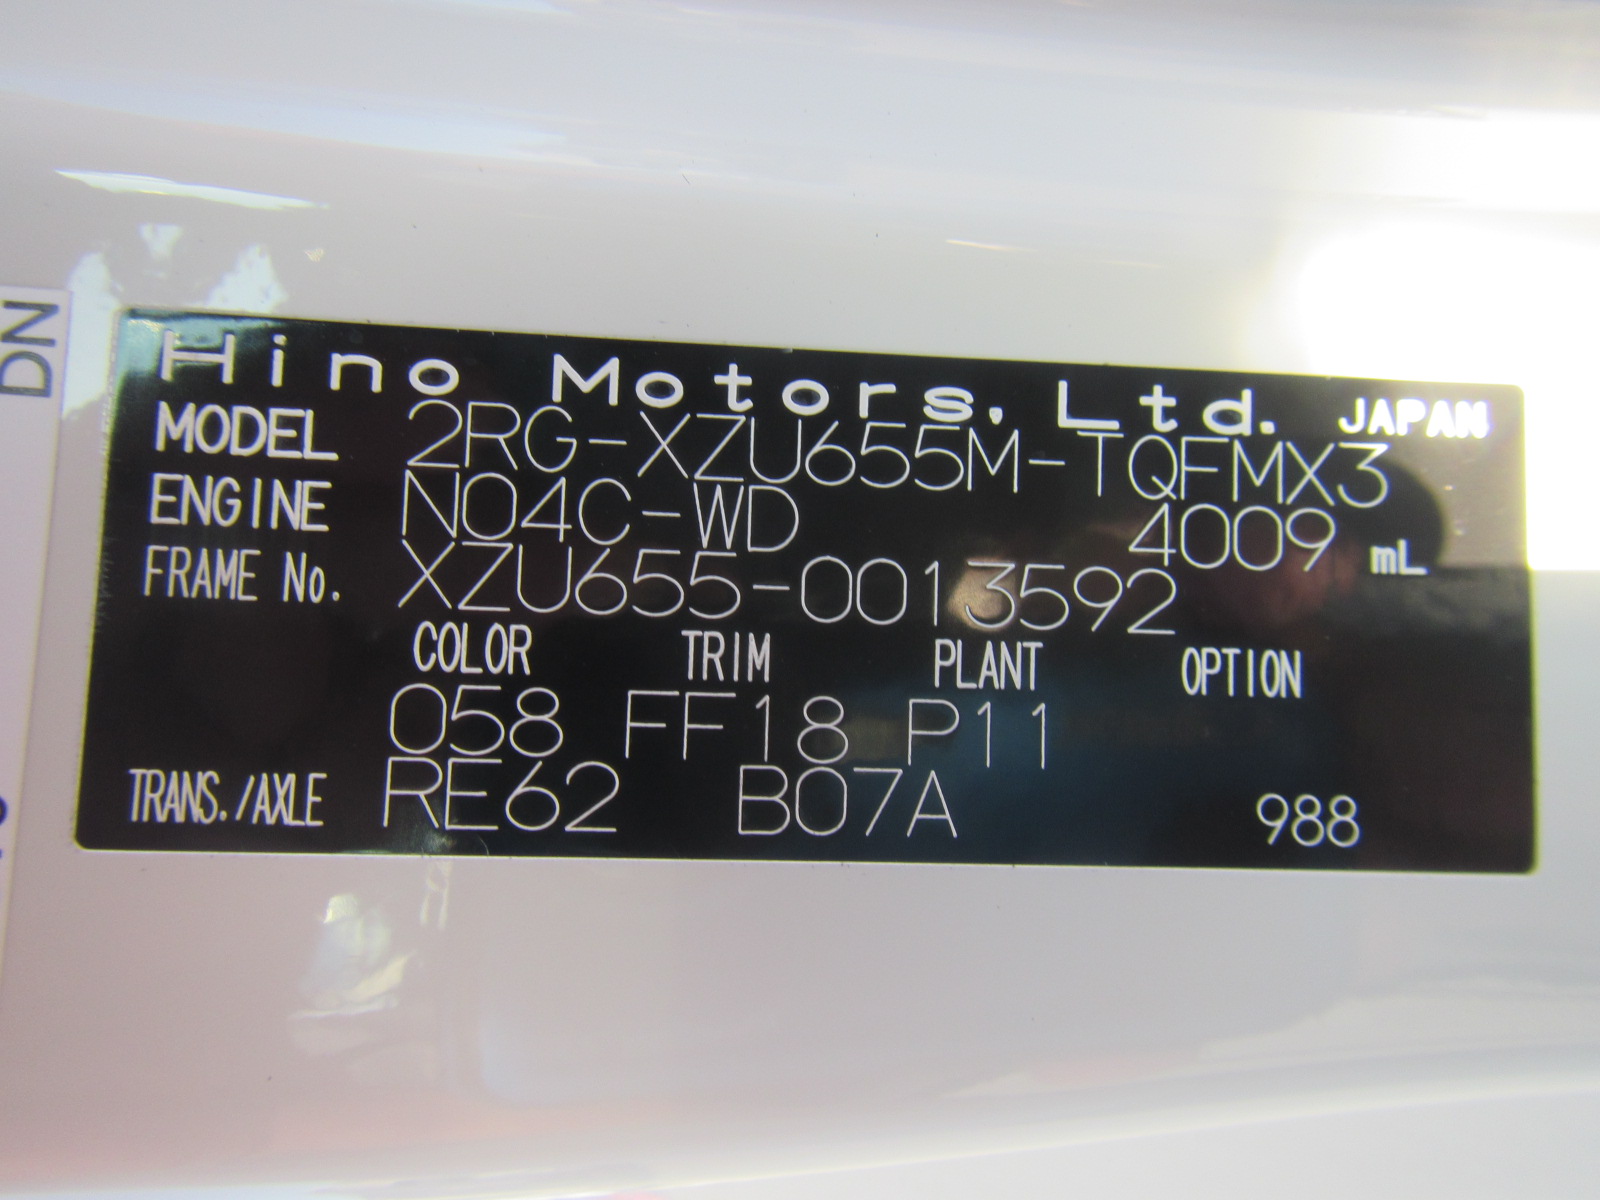 Hino Motors, Ltd. JAPAN
MODEL 2RG-XZU655M-TQFMX3
ENGINE N04C-WD 4009 mL
FRAME No. XZU655-0013592
COLOR TRIM PLANT OPTION
058 FF18 P11
TRANS./AXLE RE62 B07A 988
DN